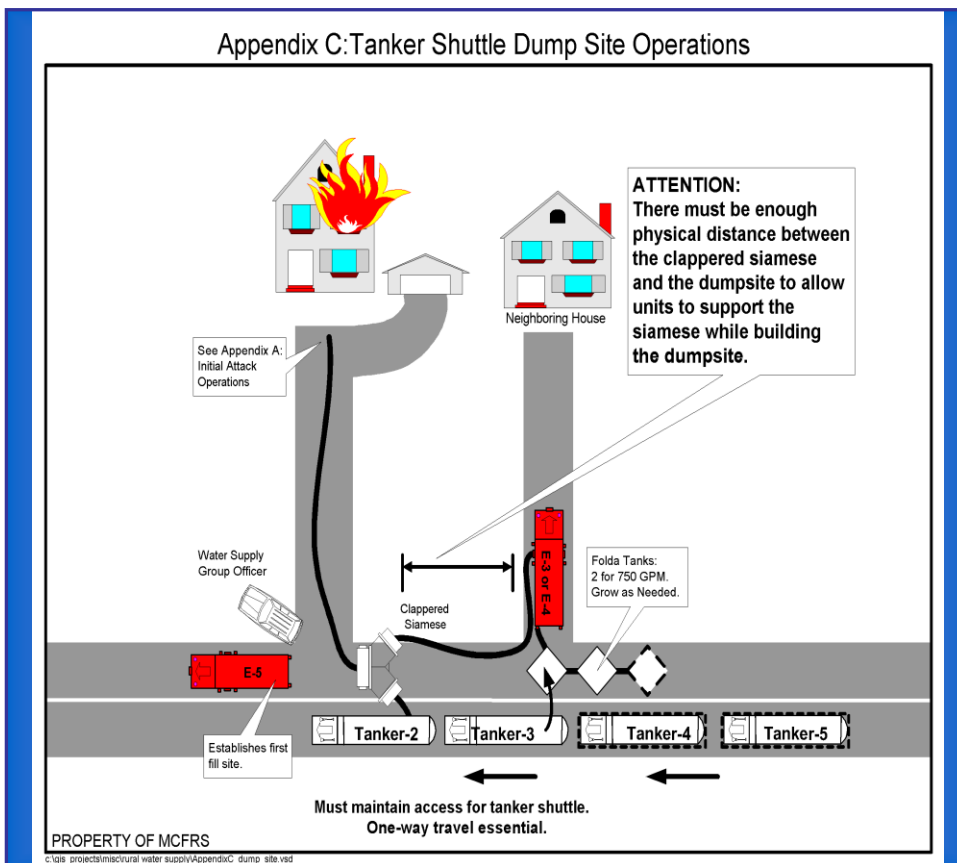 Appendix C:Tanker Shuttle Dump Site Operations
ATTENTION:
There must be enough
physical distance between
the clappered siamese
and the dumpsite to allow
units to support the
siamese while building
the dumpsite.
Neighboring House
See Appendix A:
Initial Attack
Operations
Water Supply
Group Officer
E-3 or E-4
Folda Tanks:
2 for 750 GPM.
Grow as Needed.
Clappered
Siamese
E-5
Tanker-2
Tanker-3
Tanker-4
Tanker-5
Establishes first
fill site.
Must maintain access for tanker shuttle.
One-way travel essential.
PROPERTY OF MCFRS
c:\gis_projects\misc\rural water supply\AppendixC_dump_site.vsd